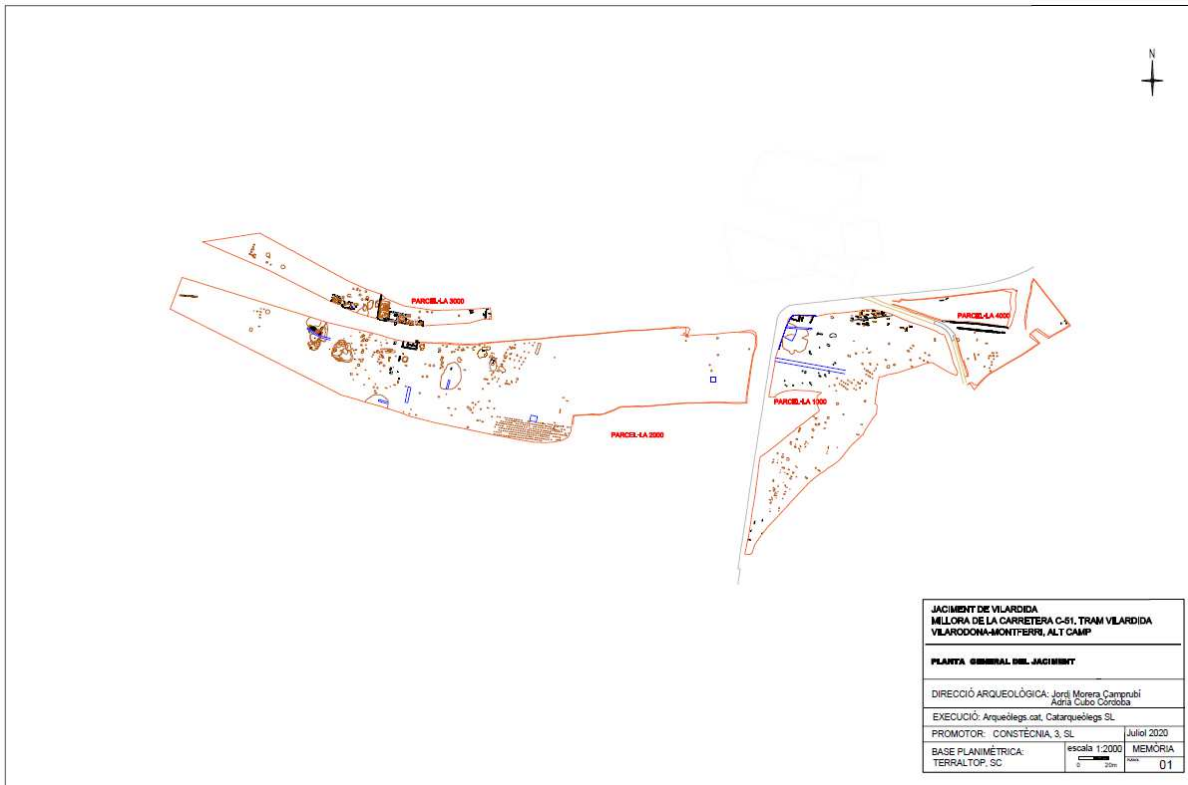 N
PARCEL·LA 3000
PARCEL·LA 4000
PARCEL·LA 1000
PARCEL·LA 2000
JACIMENT DE VILARDIDA
MILLORA DE LA CARRETERA C-51. TRAM VILARDIDA
VILARODONA-MONTFERRI, ALT CAMP
PLANTA GENERAL DEL JACIMENT
DIRECCIÓ ARQUEOLÒGICA: Jordi Morera Camprubí
Adrià Cubo Córdoba
EXECUCIÓ: Arqueòlegs.cat, Catarqueòlegs SL
PROMOTOR: CONSTÈCNIA, 3, SL
Juliol 2020
BASE PLANIMÈTRICA:
TERRALTOP, SC
escala 1:2000
0 20m
MEMÒRIA
01